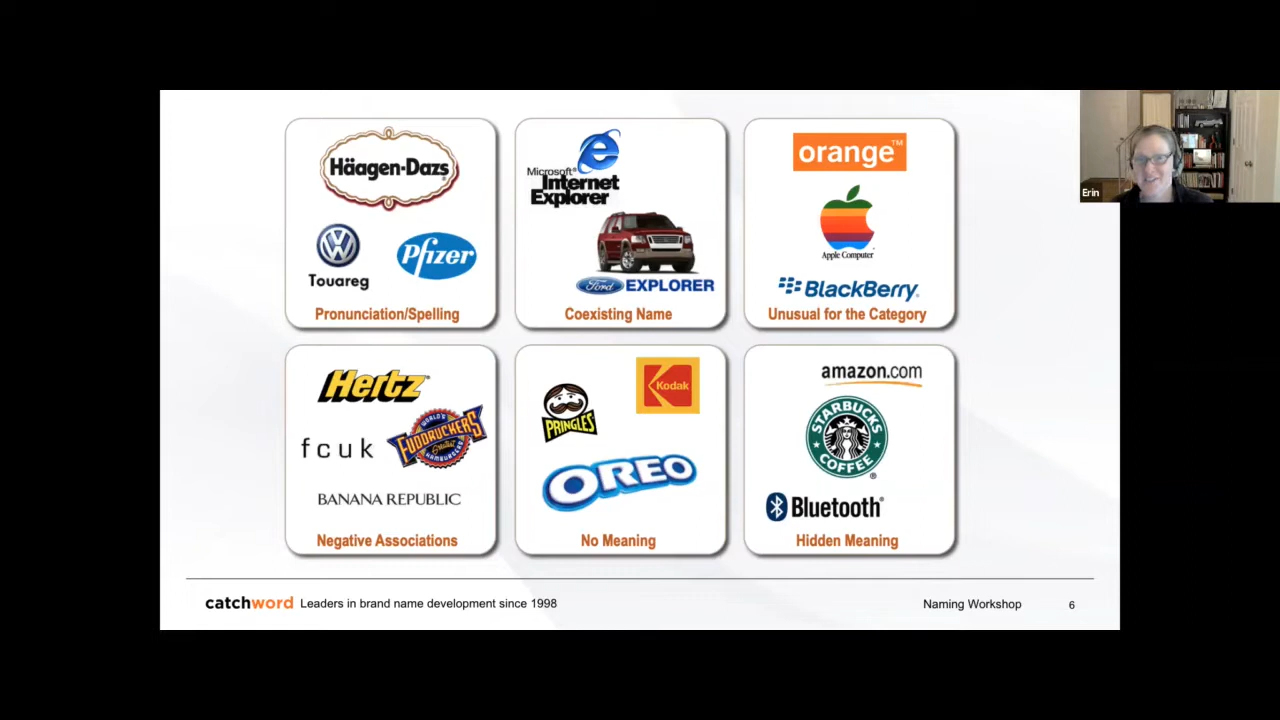 Häagen-Dazs
Touareg
Pfizer
Pronunciation/Spelling
Microsoft®
Internet
Explorer
Ford EXPLORER
Coexisting Name
orange™
Apple Computer
BlackBerry
Unusual for the Category
Erin
Hertz
fcuk
WORLD'S
FUDDRUCKERS
Greatest
HAMBURGERS
BANANA REPUBLIC
Negative Associations
Kodak
PRINGLES
OREO
No Meaning
amazon.com
STARBUCKS
COFFEE
Bluetooth®
Hidden Meaning
catchword Leaders in brand name development since 1998
Naming Workshop 6